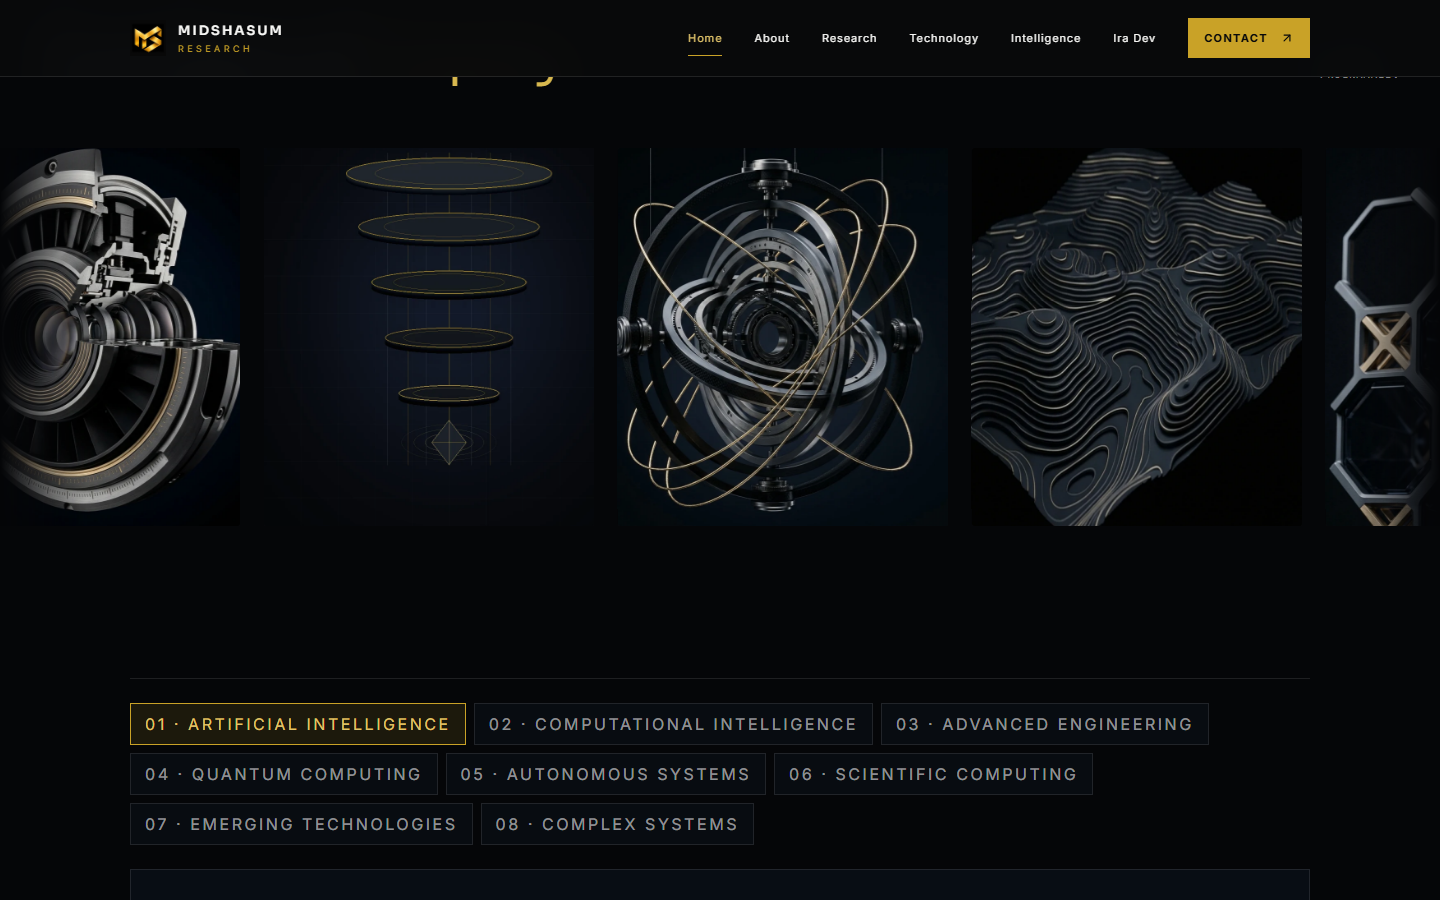 MIDSHASUM
RESEARCH
Home About Research Technology Intelligence Ira Dev CONTACT
01 · ARTIFICIAL INTELLIGENCE 02 · COMPUTATIONAL INTELLIGENCE 03 · ADVANCED ENGINEERING
04 · QUANTUM COMPUTING 05 · AUTONOMOUS SYSTEMS 06 · SCIENTIFIC COMPUTING
07 · EMERGING TECHNOLOGIES 08 · COMPLEX SYSTEMS